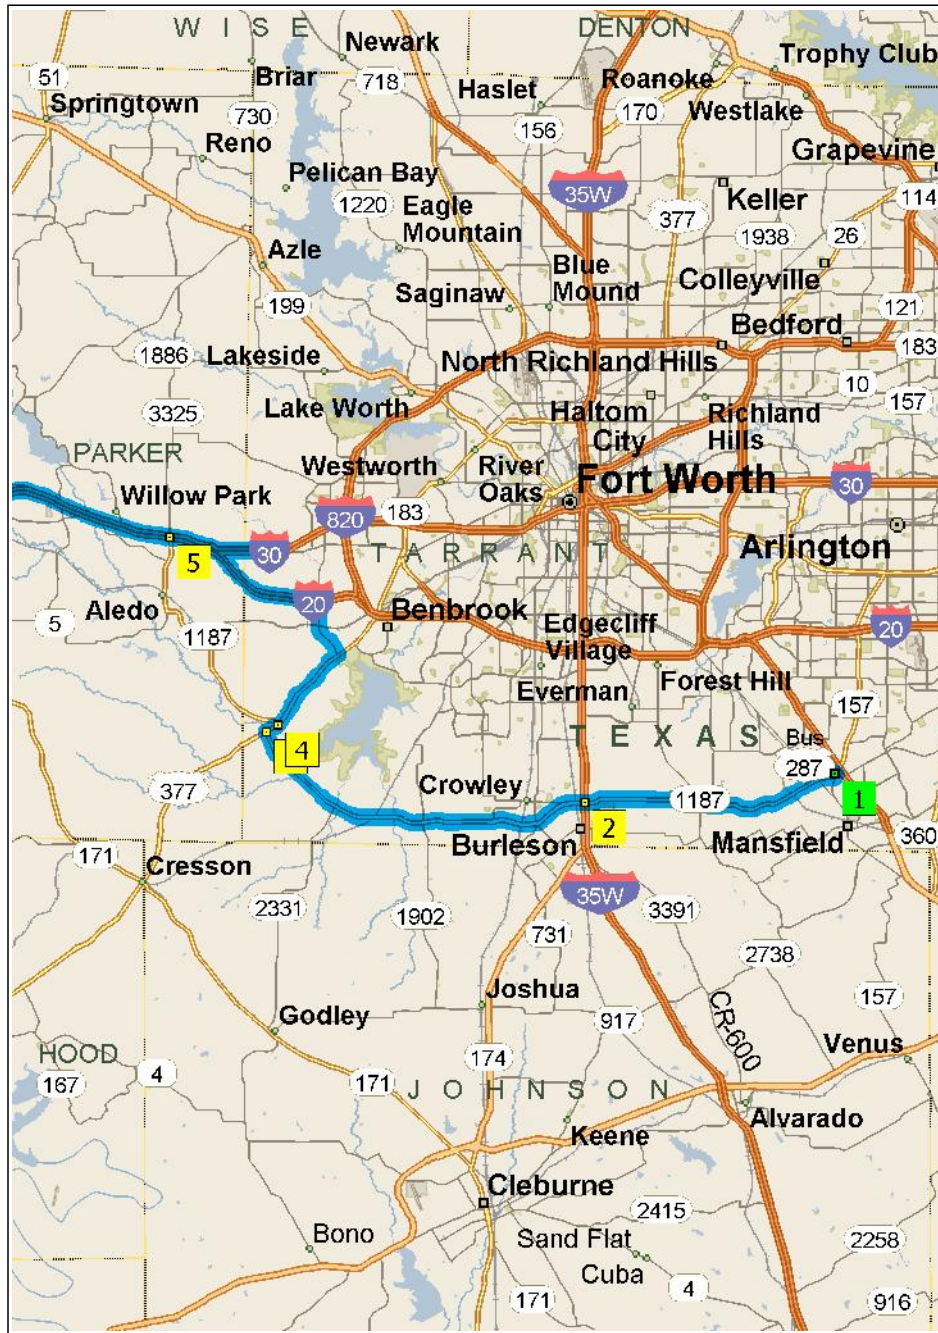 WISE
DENTON
Newark
Trophy Club
51
Briar
718
Roanoke
Haslet
Springtown
730
170
Westlake
156
Reno
Grapevine
Pelican Bay
35W
Keller
114
1220
Eagle
Mountain
377
1938
26
Azle
Blue
Mound
Colleyville
Saginaw
199
121
Bedford
183
1886
Lakeside
North Richland Hills
10
157
3325
Lake Worth
Haltom
City
Richland
Hills
PARKER
Westworth
River
Oaks
Fort Worth
30
Willow Park
820
183
Arlington
30
TARRANT
5
20
Aledo
5
Benbrook
Edgecliff
Village
20
1187
Everman
Forest Hill
157
TEXAS
Bus
287
4
377
Crowley
1187
1
2
Burleson
Mansfield
360
171
Cresson
35W
2331
1902
3391
731
2738
Joshua
157
917
Godley
CR-600
HOOD
Venus
167
4
174
171
JOHNSON
Alvarado
Keene
Cleburne
2415
Bono
Sand Flat
2258
Cuba
4
171
916